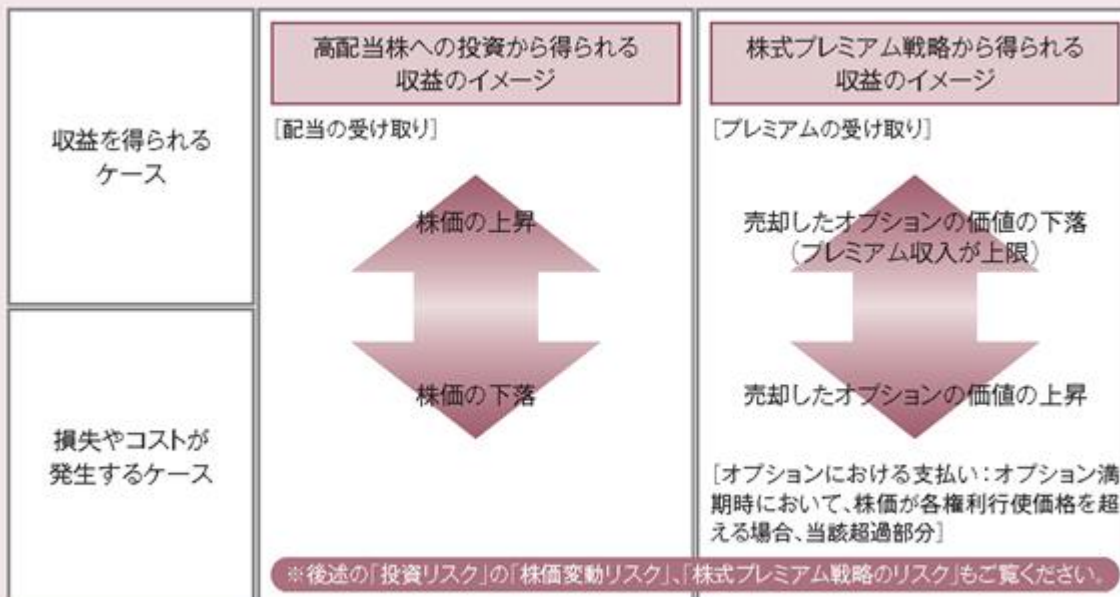 収益を得られる
ケース
損失やコストが
発生するケース
高配当株への投資から得られる
収益のイメージ
[配当の受け取り]
株価の上昇
株価の下落
株式プレミアム戦略から得られる
収益のイメージ
[プレミアムの受け取り]
売却したオプションの価値の下落
(プレミアム収入が上限)
売却したオプションの価値の上昇
[オプションにおける支払い:オプション満
期時において、株価が各権利行使価格を超
える場合、当該超過部分]
※後述の「投資リスク」の「株価変動リスク」、「株式プレミアム戦略のリスク」もご覧ください。